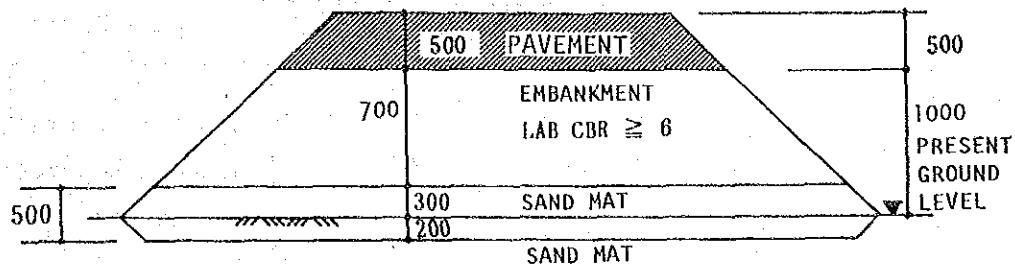 500 PAVEMENT
500
EMBANKMENT
700
LAB CBR ≧ 6
1000
PRESENT
GROUND
LEVEL
500
300
SAND MAT
200
SAND MAT